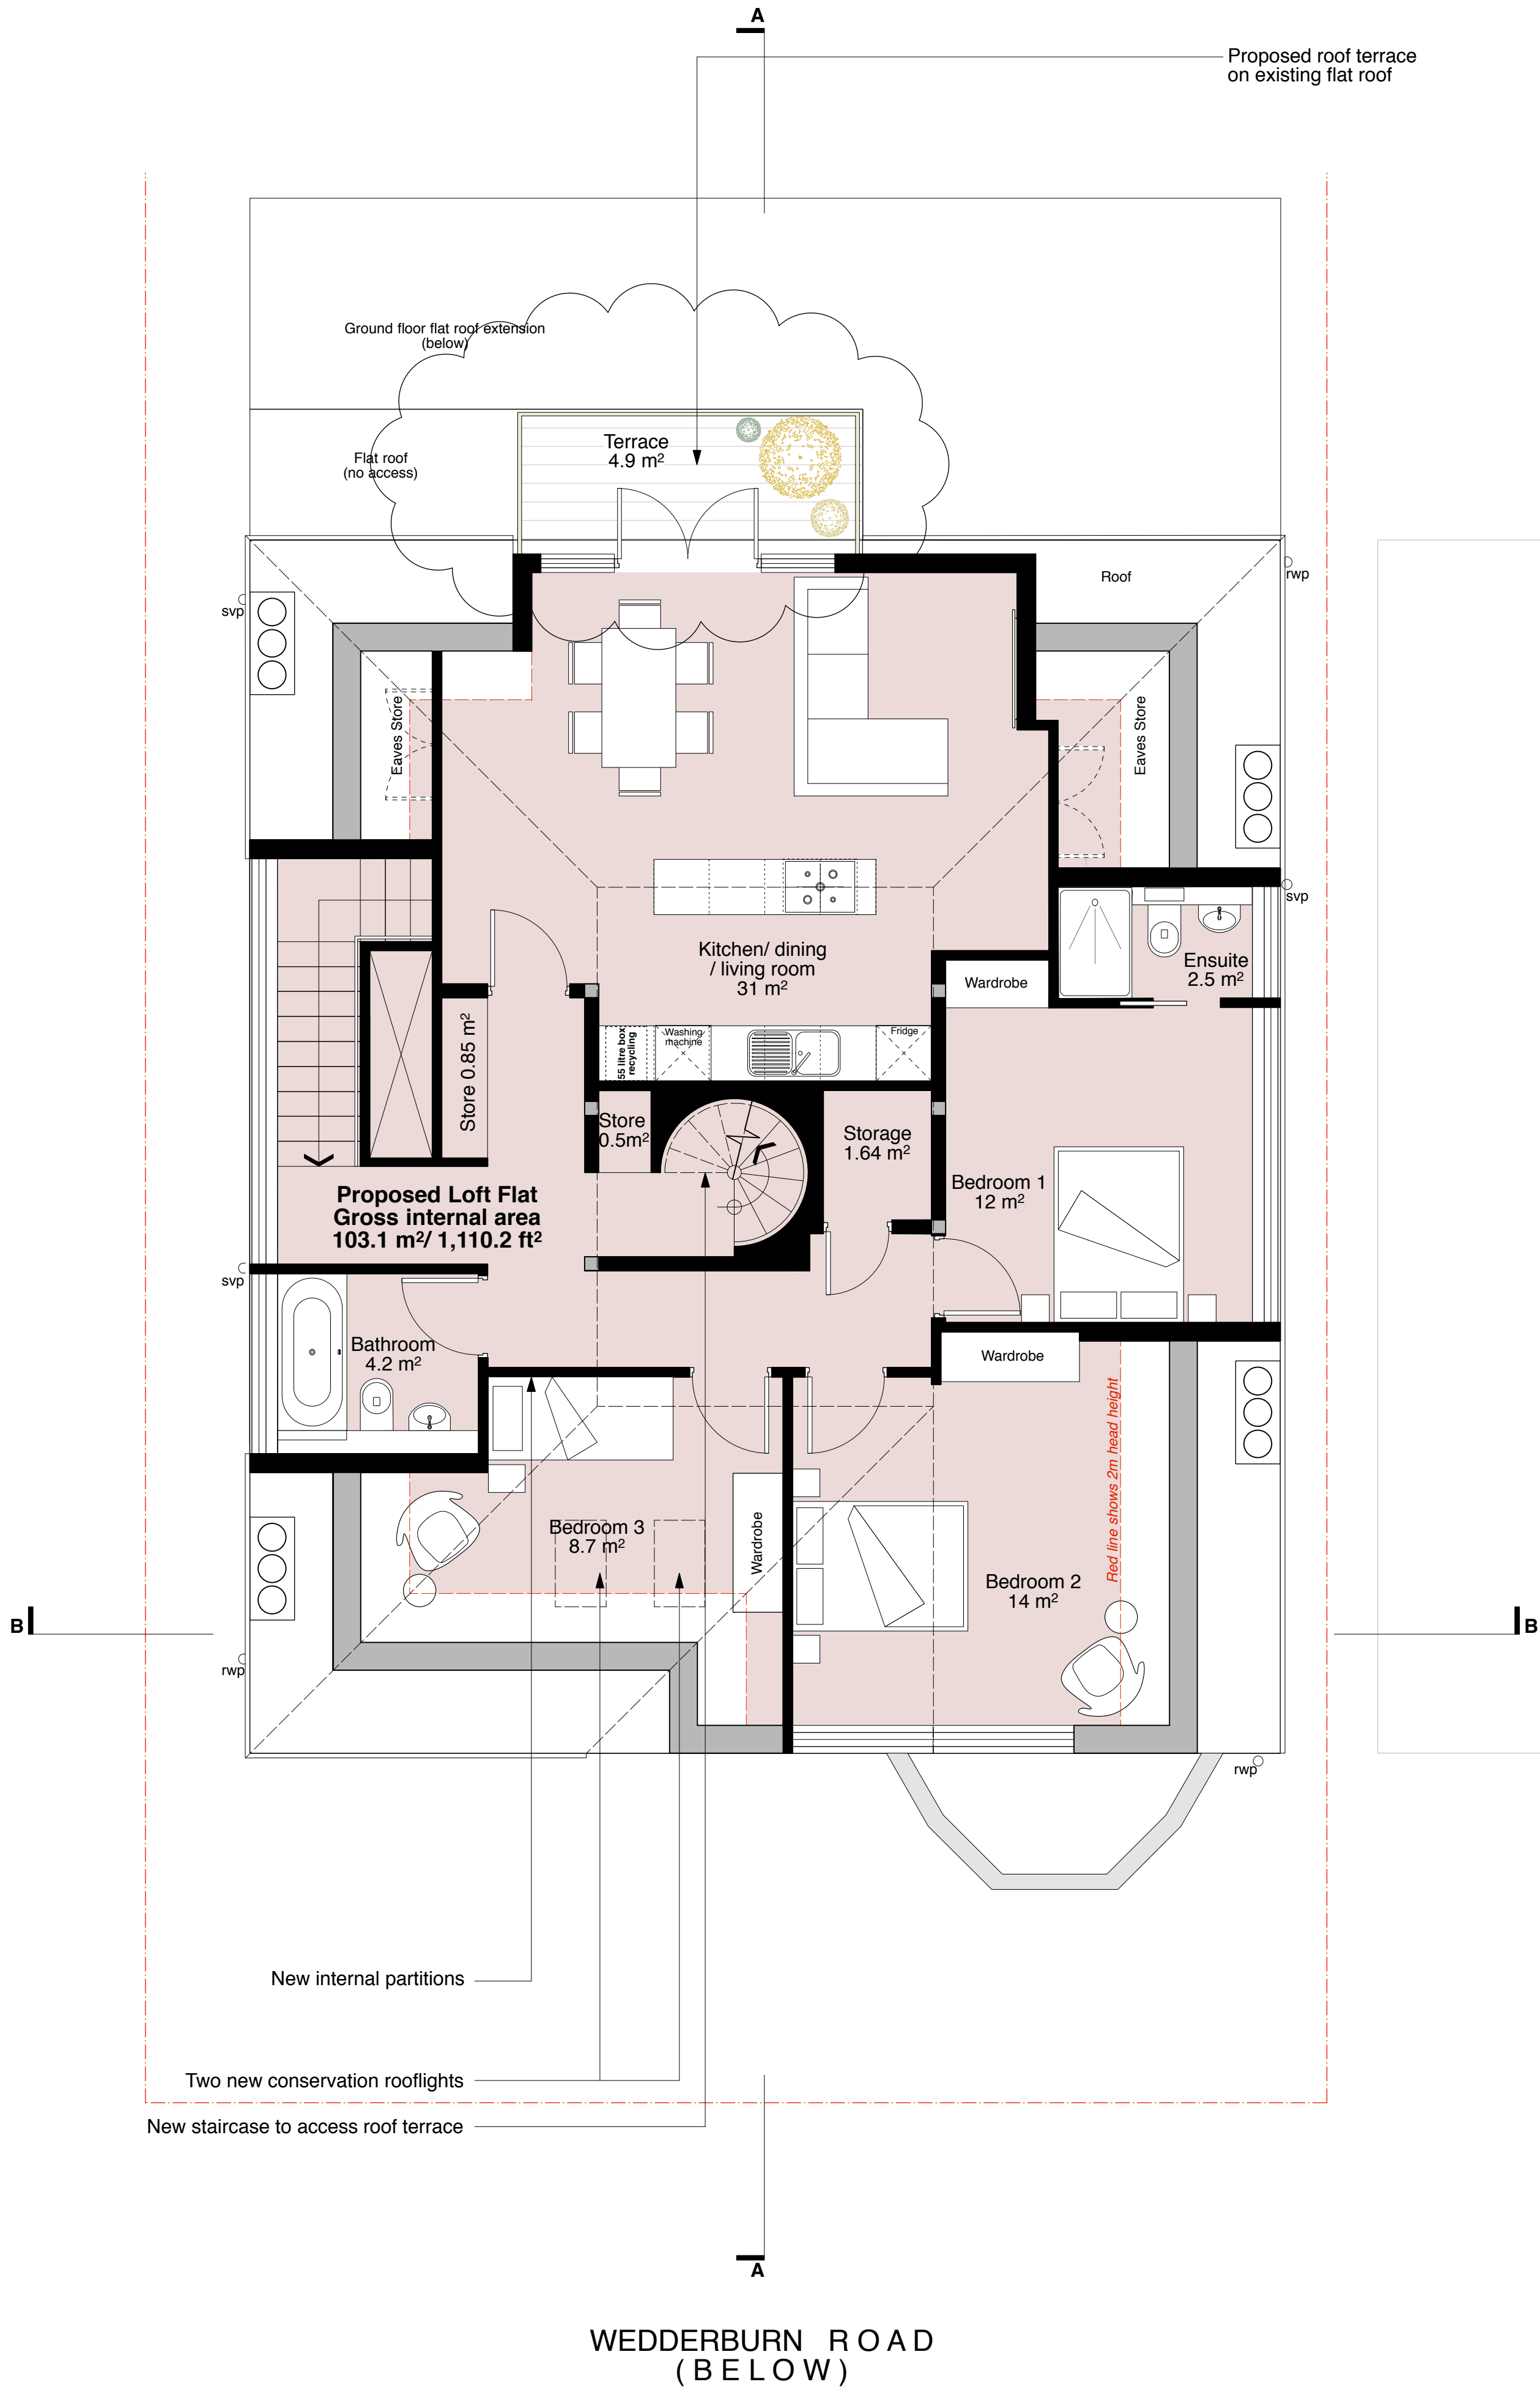 A
Proposed roof terrace
on existing flat roof
Ground floor flat roof extension
(below)
Terrace
4.9 m²
Flat roof
(no access)
Roof
rwp
svp
Eaves Store
Eaves Store
svp
Kitchen/ dining
/ living room
31 m²
Ensuite
2.5 m²
Wardrobe
Store 0.85 m²
55 litre box
recycling
Washing
machine
Fridge
Store
0.5m²
Storage
1.64 m²
Bedroom 1
12 m²
Proposed Loft Flat
Gross internal area
103.1 m²/ 1,110.2 ft²
svp
Bathroom
4.2 m²
Wardrobe
Red line shows 2m head height
Bedroom 3
8.7 m²
Wardrobe
Bedroom 2
14 m²
B
B
rwp
rwp
New internal partitions
Two new conservation rooflights
New staircase to access roof terrace
A
WEDDERBURN ROAD
(BELOW)